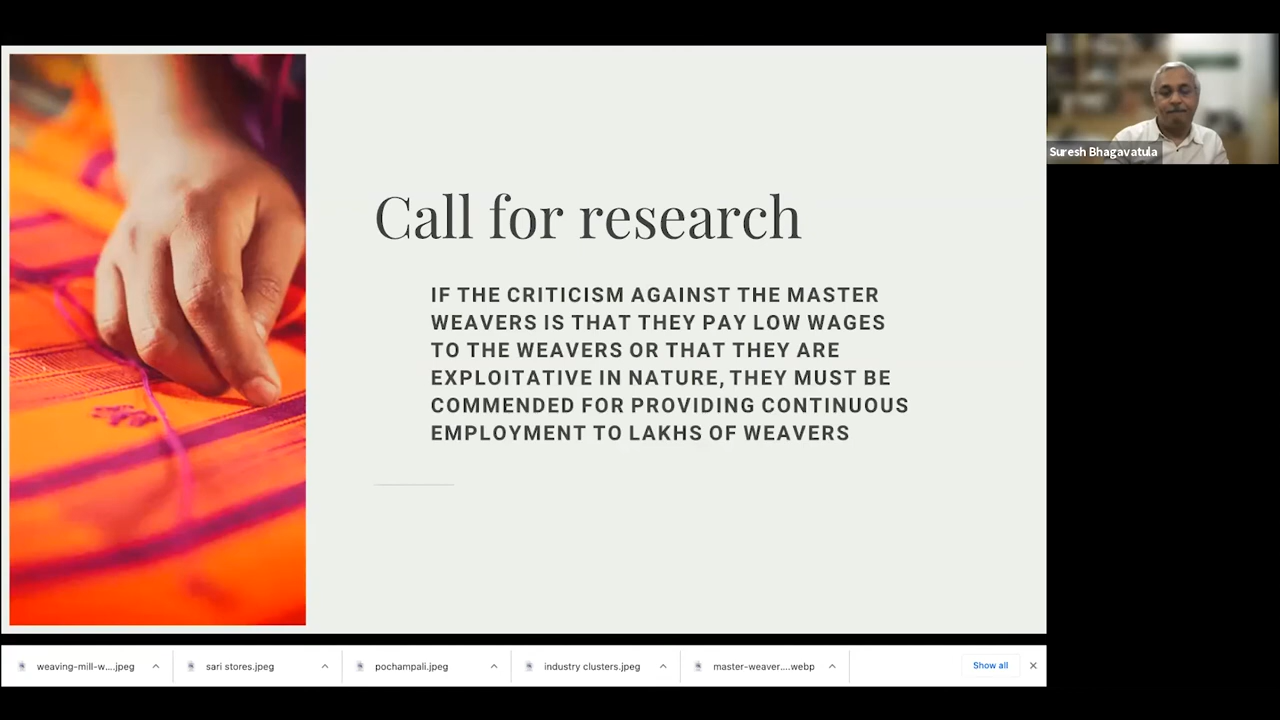 Call for research
IF THE CRITICISM AGAINST THE MASTER
WEAVERS IS THAT THEY PAY LOW WAGES
TO THE WEAVERS OR THAT THEY ARE
EXPLOITATIVE IN NATURE, THEY MUST BE
COMMENDED FOR PROVIDING CONTINUOUS
EMPLOYMENT TO LAKHS OF WEAVERS
Suresh Bhagavatula
weaving-mill-w....jpeg
sari stores.jpeg
pochampali.jpeg
industry clusters.jpeg
master-weaver....webp
Show all